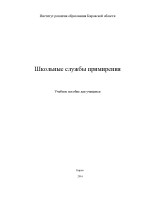 Институт развития образования Кировской области
Школьные службы примирения
Учебное пособие для учащихся
Киров